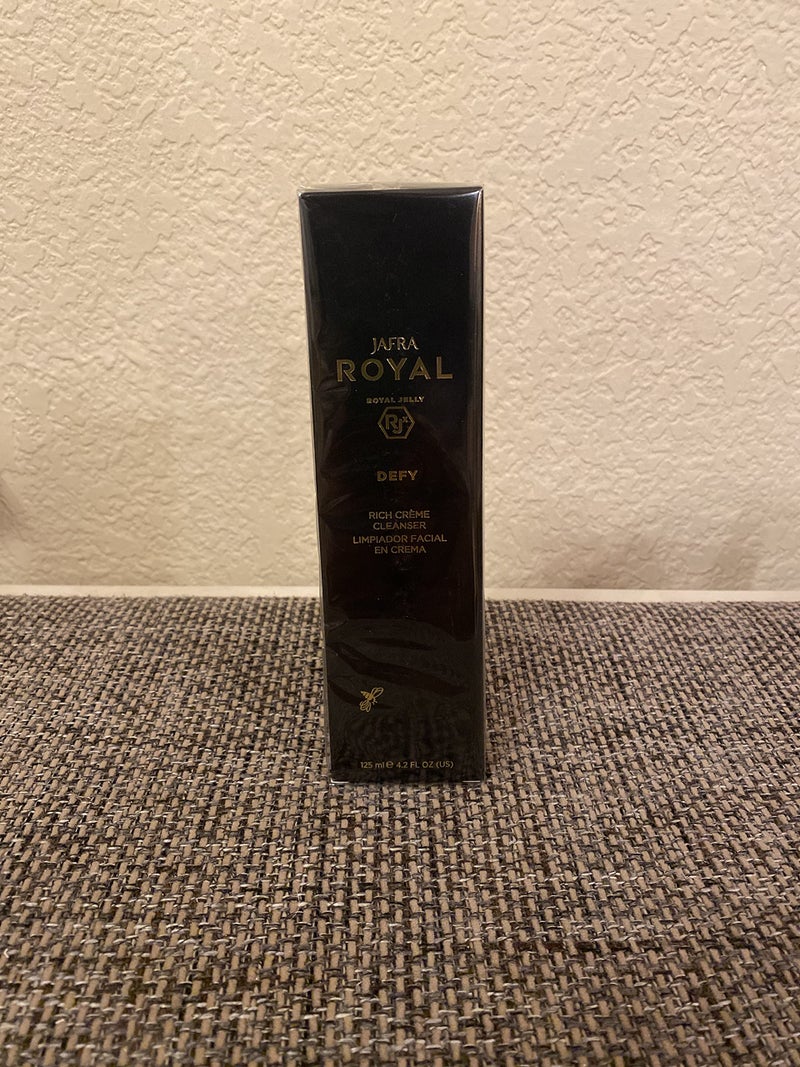 JAFRA
ROYAL
ROYAL JELLY
RJx
DEFY
RICH CRÈME
CLEANSER
LIMPIADOR FACIAL
EN CREMA
125 ml ℮ 4.2 FL OZ (US)